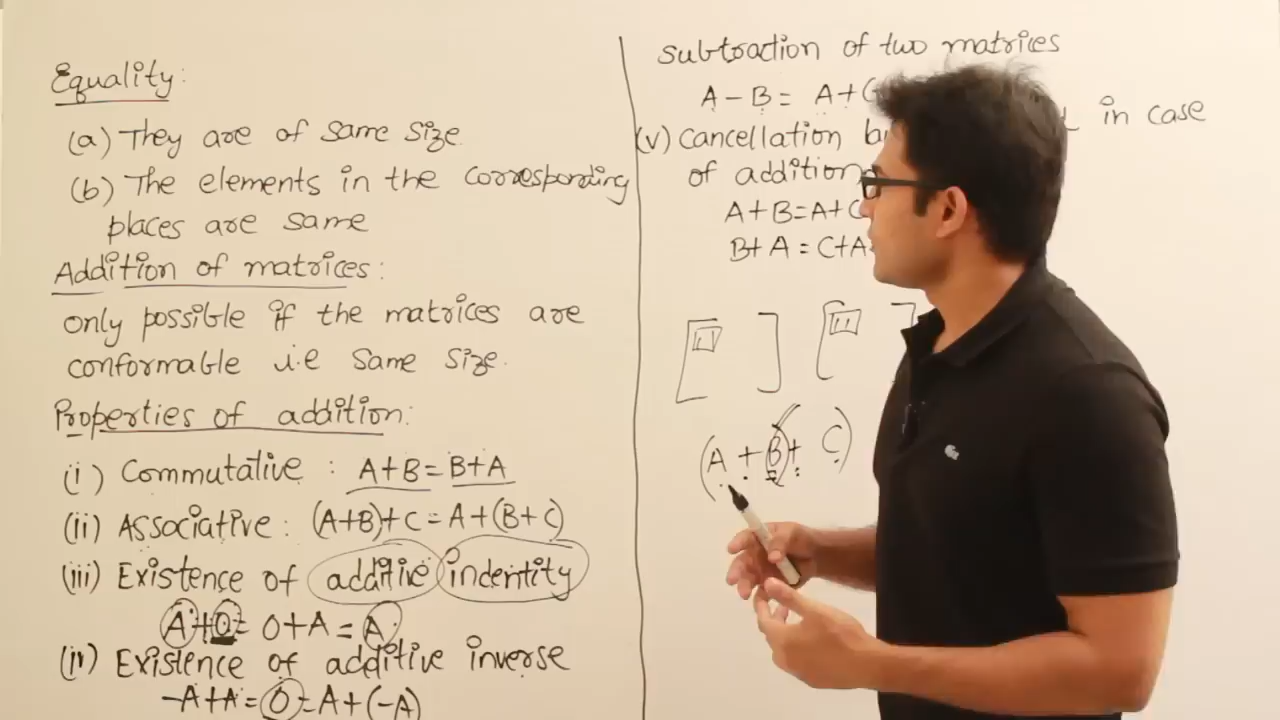 Equality:
(a) They are of same size.
(b) The elements in the corresponding
places are same
Addition of matrices:
only possible if the matrices are
conformable i.e same size.
Properties of addition:
(i) Commutative : A+B=B+A
(ii) Associative: (A+B)+C=A+(B+C)
(iii) Existence of additive indentity
A+0= 0+A=A
(iv) Existence of additive inverse
-A+A=0=A+(-A)
Subtraction of two matrices
A-B= A+(
(v) Cancellation in case
of addition
A+B=A+C
B+A=C+A
(A+B)+ C)